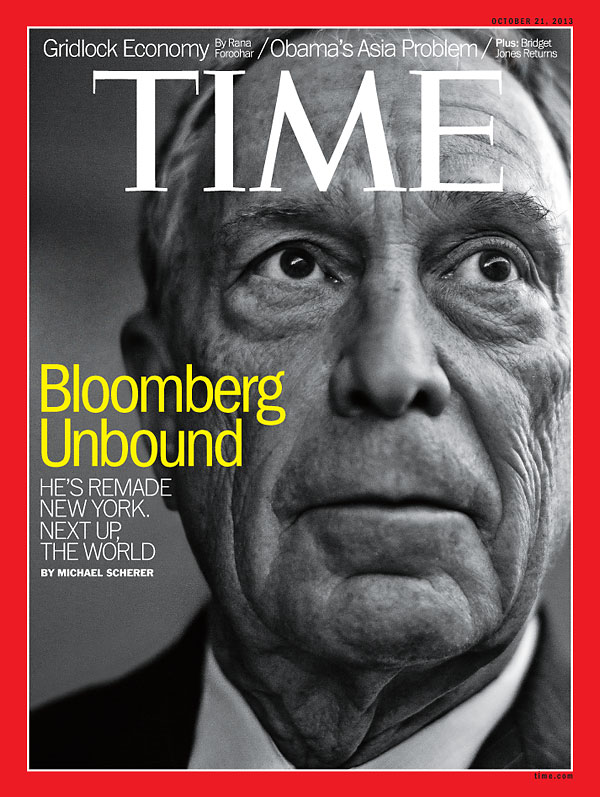 OCTOBER 21, 2013
Gridlock Economy By Rana Foroohar / Obama's Asia Problem / Plus: Bridget Jones Returns
TIME
Bloomberg
Unbound
HE'S REMADE
NEW YORK.
NEXT UP,
THE WORLD
BY MICHAEL SCHERER
time.com